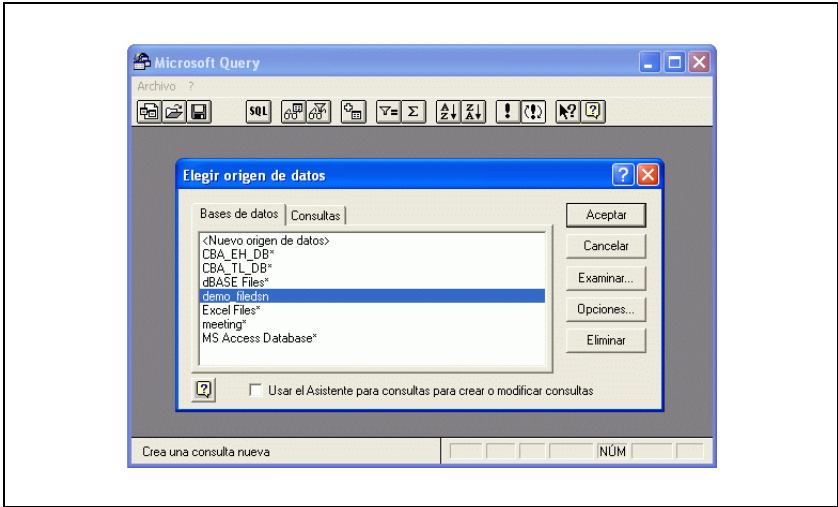 Microsoft Query
Archivo ?
SQL
Elegir origen de datos
Bases de datos
Consultas
<Nuevo origen de datos>
CBA_EH_DB*
CBA_TL_DB*
dBASE Files*
demo_filedsn
Excel Files*
meeting*
MS Access Database*
Aceptar
Cancelar
Examinar...
Opciones...
Eliminar
Usar el Asistente para consultas para crear o modificar consultas
Crea una consulta nueva
NÚM